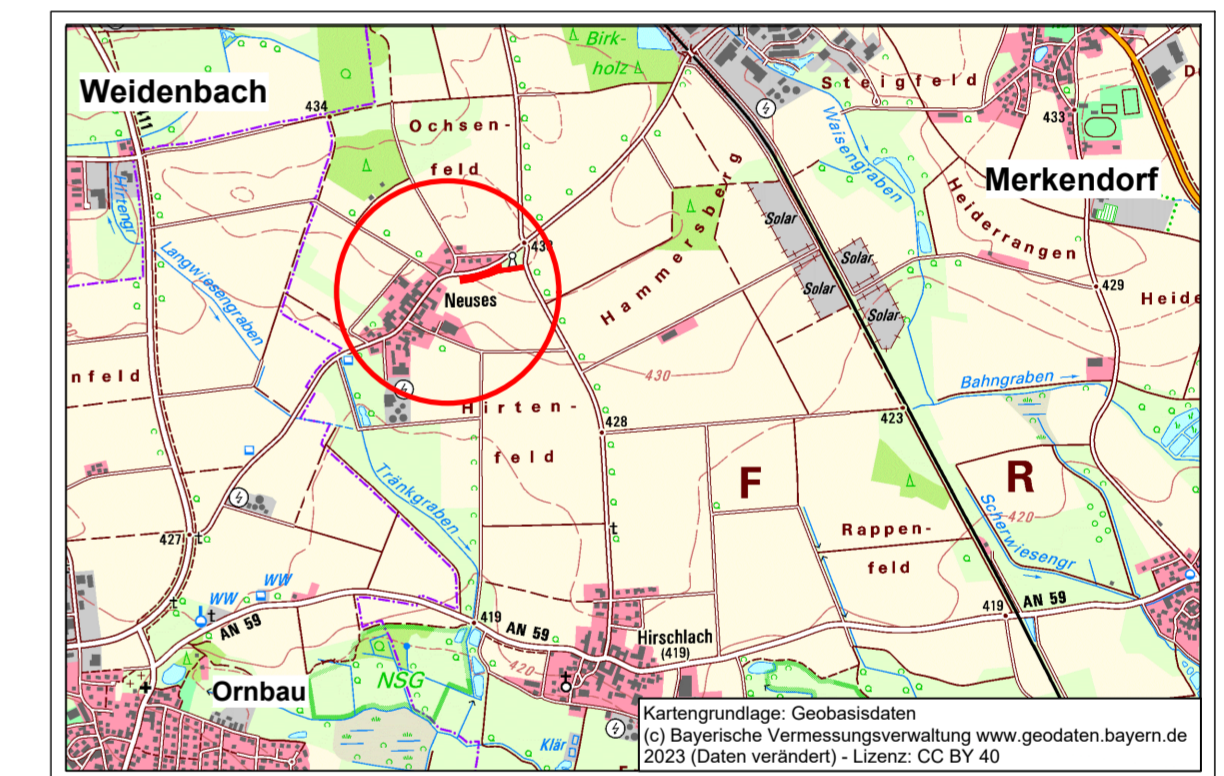 Birk-
holz
Weidenbach
434
Ochsen-
feld
Steigfeld
433
Waisengraben
Merkendorf
Heiderrangen
Hirtengr
Langwiesengraben
Hammersberg
Solar
Solar
Solar
Solar
Neuses
429
Heide
nfeld
430
Bahngraben
Hirten-
feld
428
423
F
R
Tränkgraben
Rappen-
feld
420
Scherwiesengr
427
WW
WW
AN 59
419
AN 59
Hirschlach
(419)
419
AN 59
420
Ornbau
NSG
Klär
Kartengrundlage: Geobasisdaten
(c) Bayerische Vermessungsverwaltung www.geodaten.bayern.de
2023 (Daten verändert) - Lizenz: CC BY 40